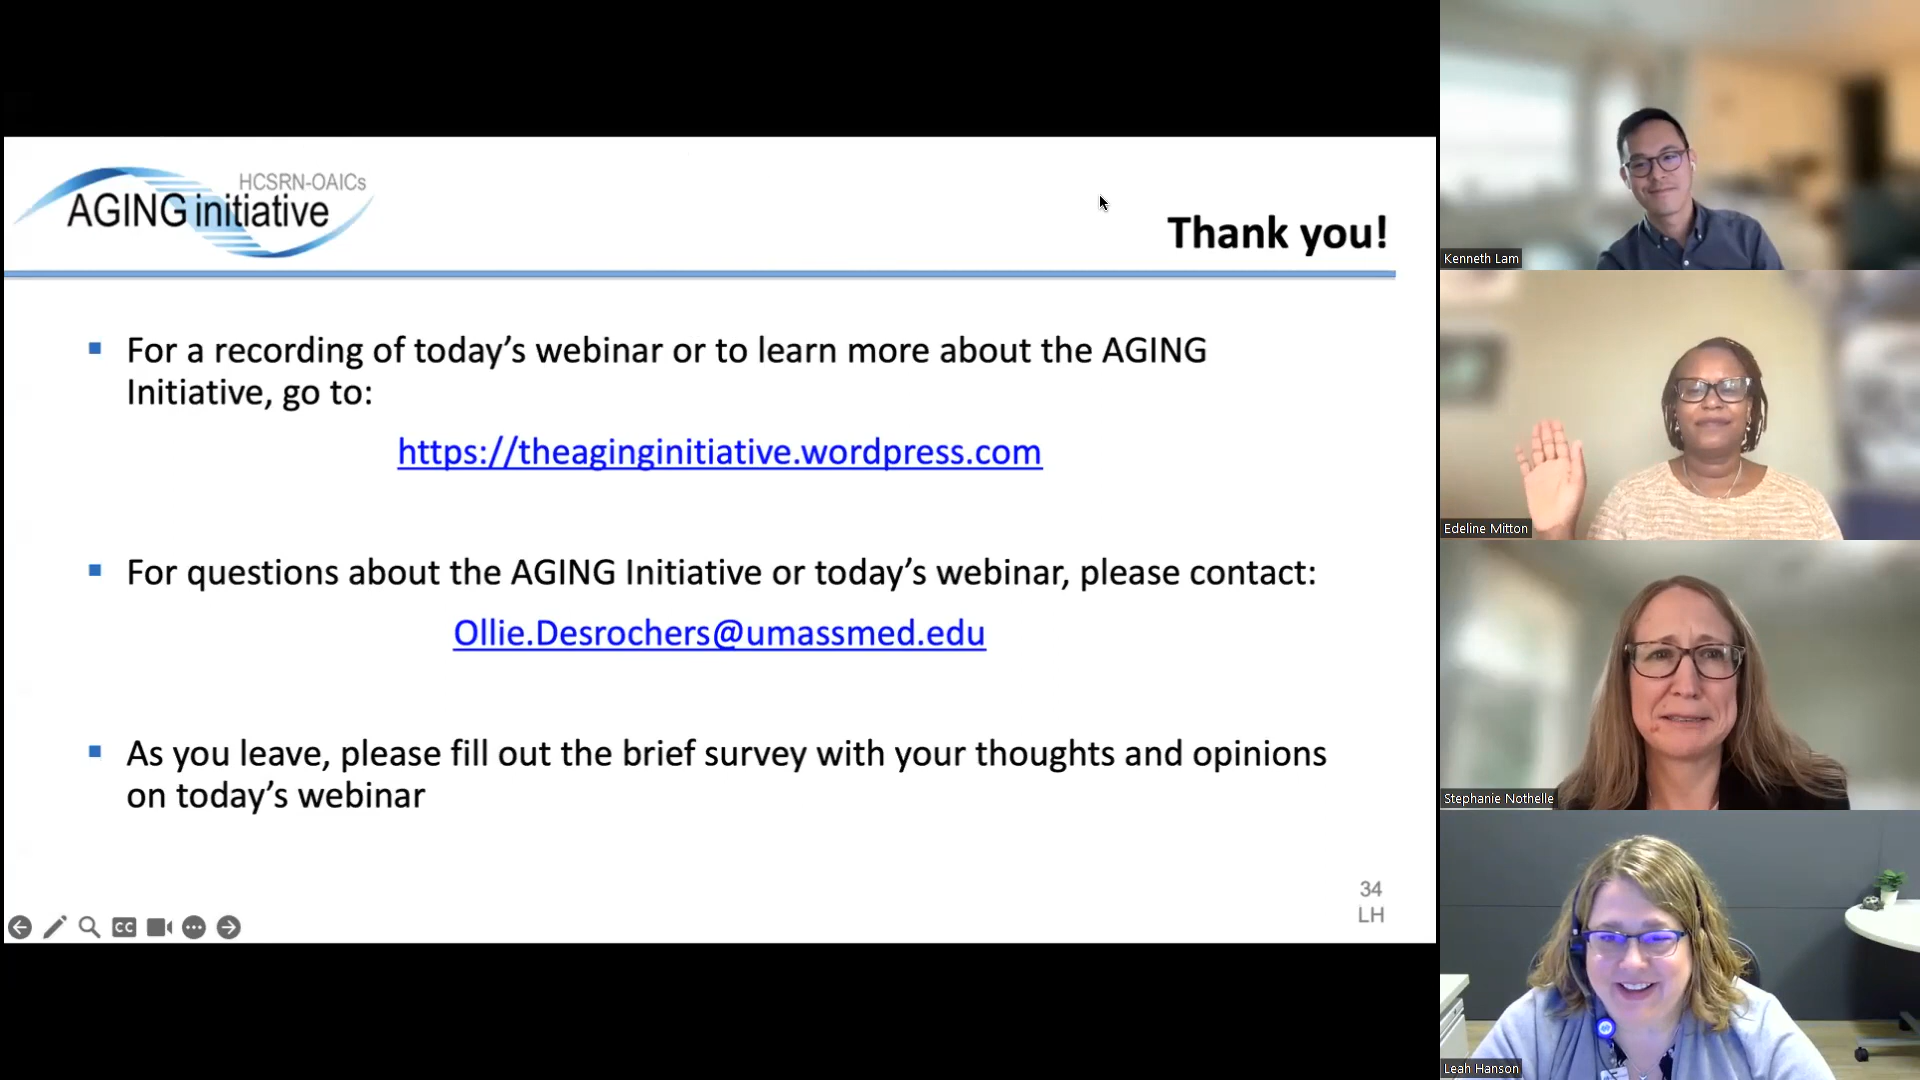 HCSRN-OAICs
AGING initiative
Thank you!
▪ For a recording of today’s webinar or to learn more about the AGING
Initiative, go to:
https://theaginginitiative.wordpress.com
▪ For questions about the AGING Initiative or today’s webinar, please contact:
Ollie.Desrochers@umassmed.edu
▪ As you leave, please fill out the brief survey with your thoughts and opinions
on today’s webinar
34
LH
CC
Kenneth Lam
Edeline Mitton
Stephanie Nothelle
Leah Hanson